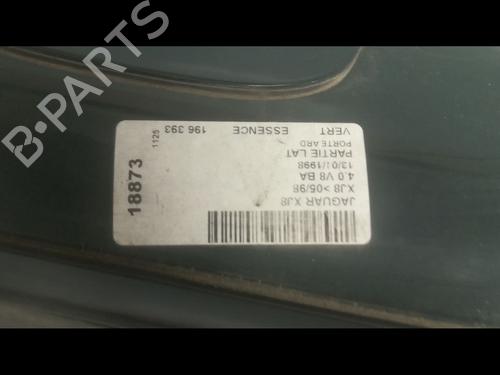 JAGUAR XJ8
XJ8 >05/98
4.0 V8 BA
13/01/1998
PARTIE LAT
PORTE ARD
VERT
ESSENCE
196 393
1125
18873
B-PARTS